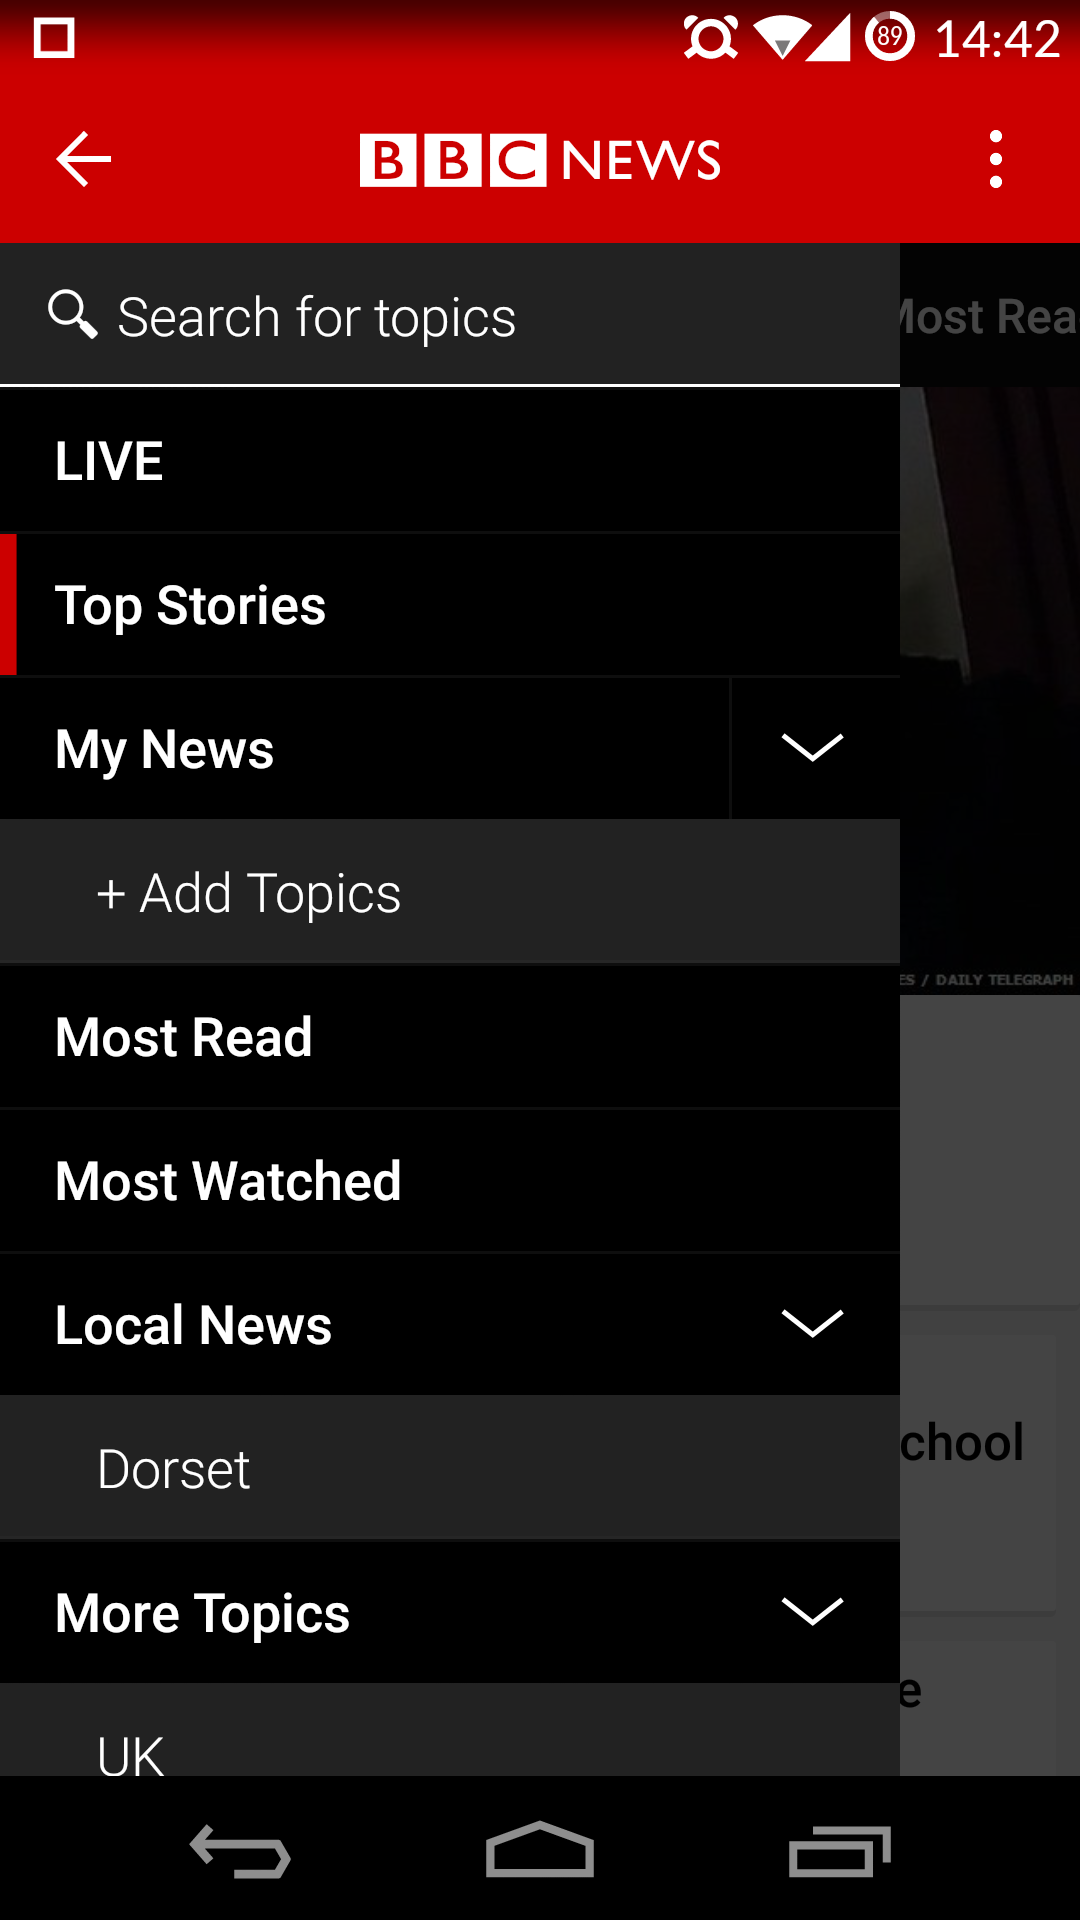 89 14:42
BBC NEWS
Search for topics
Most Rea
LIVE
Top Stories
My News
+ Add Topics
ES / DAILY TELEGRAPH
Most Read
Most Watched
Local News
chool
Dorset
More Topics
e
UK